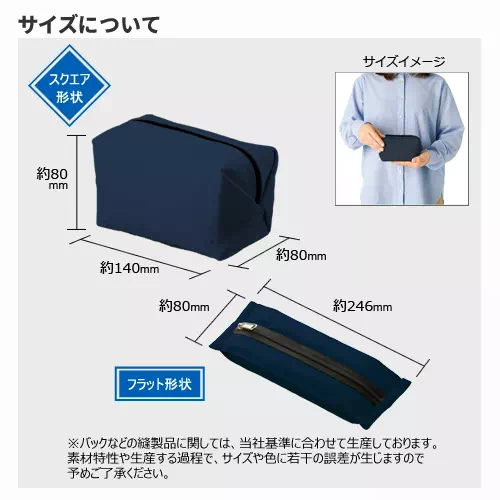 サイズについて
スクエア
形状
サイズイメージ
約80
mm
約140mm
約80mm
約80mm
約246mm
フラット形状
※バックなどの縫製品に関しては、当社基準に合わせて生産しております。
素材特性や生産する過程で、サイズや色に若干の誤差が生じますので
予めご了承ください。